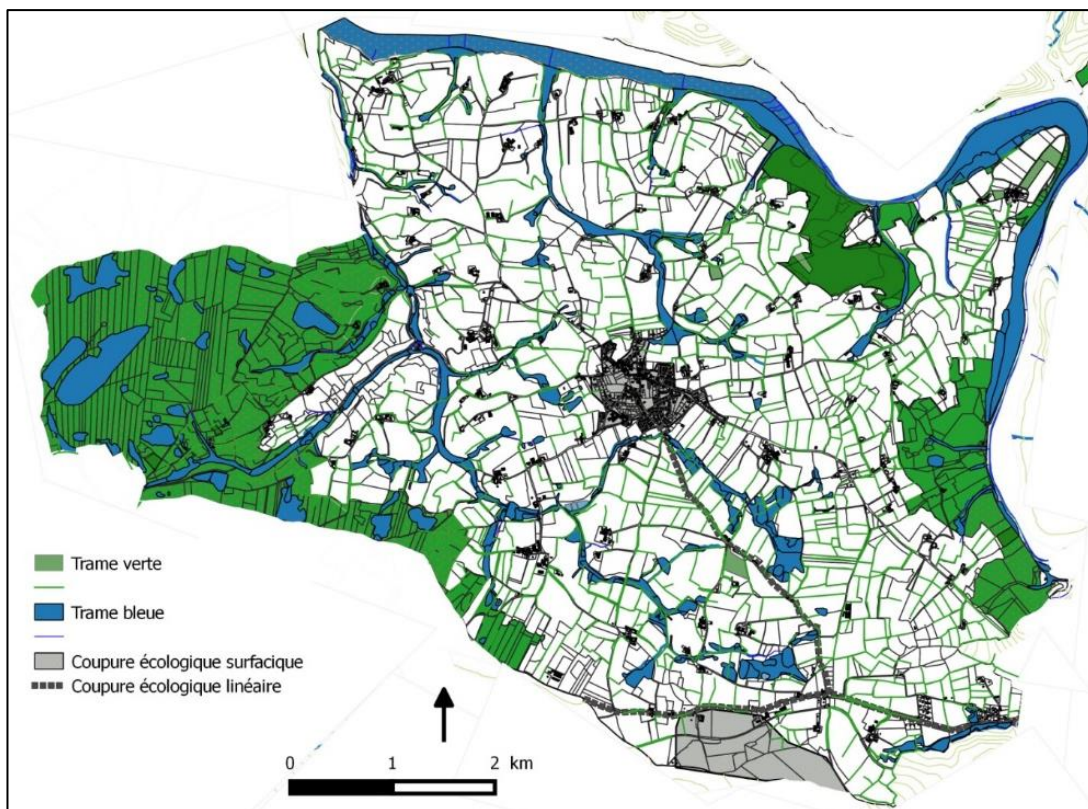 Trame verte
Trame bleue
Coupure écologique surfacique
Coupure écologique linéaire
0 1 2 km